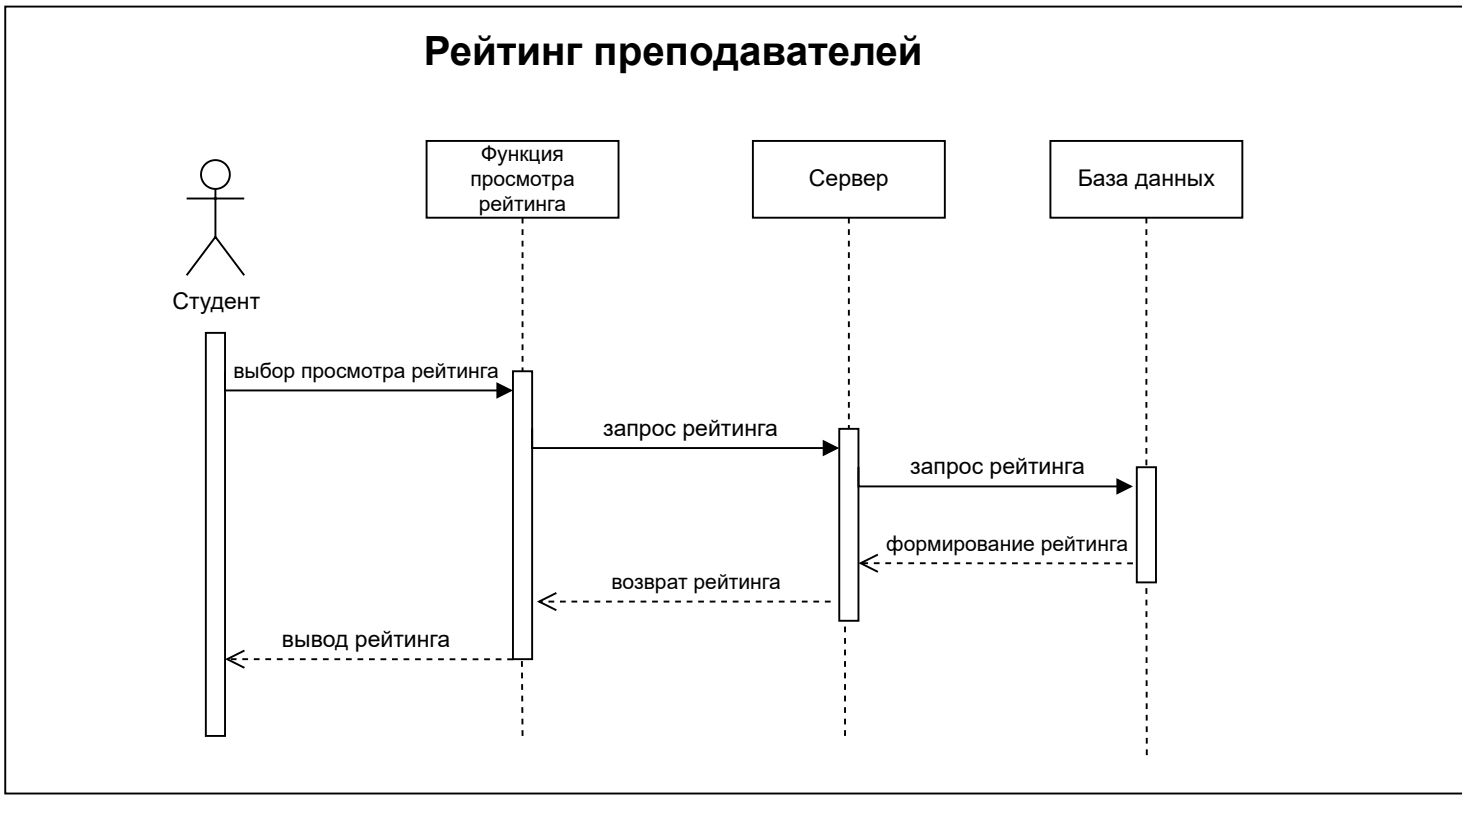 Рейтинг преподавателей
Функция
просмотра
рейтинга
Сервер
База данных
Студент
выбор просмотра рейтинга
запрос рейтинга
запрос рейтинга
формирование рейтинга
возврат рейтинга
вывод рейтинга